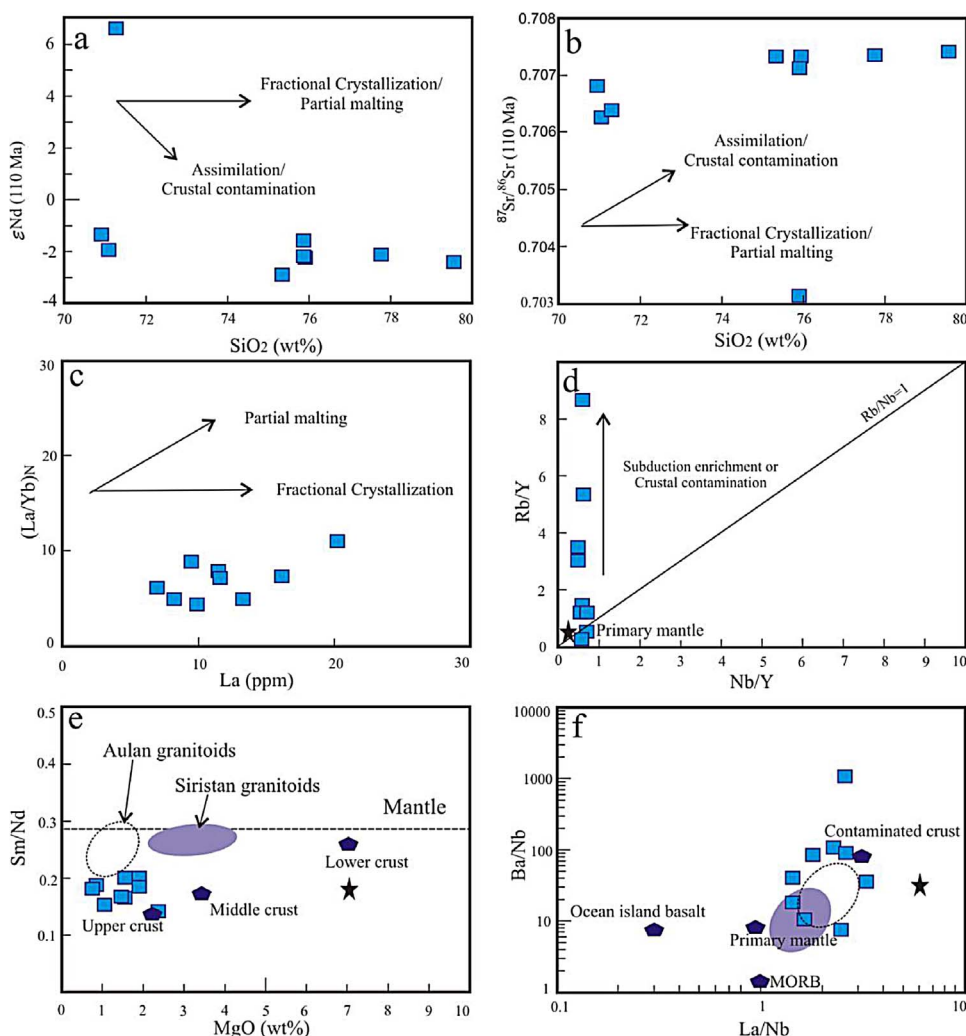 a
6
4
2
0
-2
-4
εNd (110 Ma)
Fractional Crystallization/
Partial malting
Assimilation/
Crustal contamination
70 72 74 76 78 80
SiO2 (wt%)
b
0.708
0.707
0.706
0.705
0.704
0.703
87Sr/86Sr (110 Ma)
Assimilation/
Crustal contamination
Fractional Crystallization/
Partial malting
70 72 74 76 78 80
SiO2 (wt%)
c
30
20
10
0
(La/Yb)N
Partial malting
Fractional Crystallization
0 10 20 30
La (ppm)
d
8
6
4
2
0
Rb/Y
Rb/Nb=1
Subduction enrichment or
Crustal contamination
Primary mantle
0 1 2 3 4 5 6 7 8 9 10
Nb/Y
e
0.5
0.4
0.3
0.2
0.1
Sm/Nd
Aulan granitoids
Siristan granitoids
Mantle
Lower crust
Middle crust
Upper crust
0 1 2 3 4 5 6 7 8 9 10
MgO (wt%)
f
10000
1000
100
10
1
Ba/Nb
Contaminated crust
Ocean island basalt
Primary mantle
MORB
0.1 1 10
La/Nb